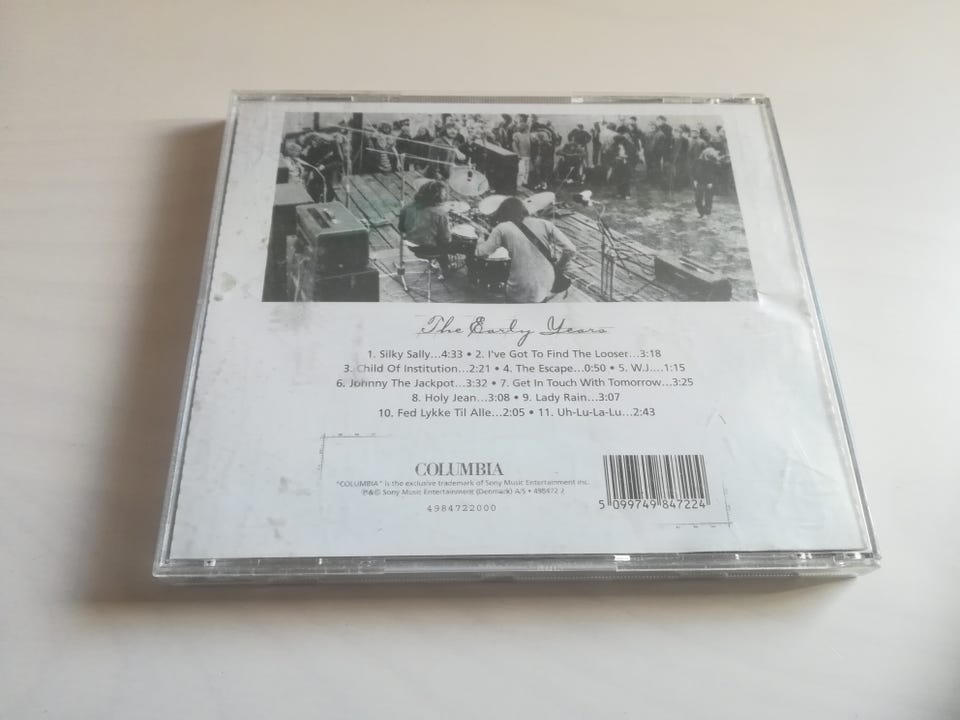 The Early Years
1. Silky Sally...4:33 • 2. I've Got To Find The Looser...3:18
3. Child Of Institution...2:21 • 4. The Escape...0:50 • 5. W.J....1:15
6. Johnny The Jackpot...3:32 • 7. Get In Touch With Tomorrow...3:25
8. Holy Jean...3:08 • 9. Lady Rain...3:07
10. Fed Lykke Til Alle...2:05 • 11. Uh-Lu-La-Lu...2:43
COLUMBIA
"COLUMBIA" is the exclusive trademark of Sony Music Entertainment Inc.
℗&© Sony Music Entertainment (Denmark) A/S • 498472 2
4984722000
5 099749 847224